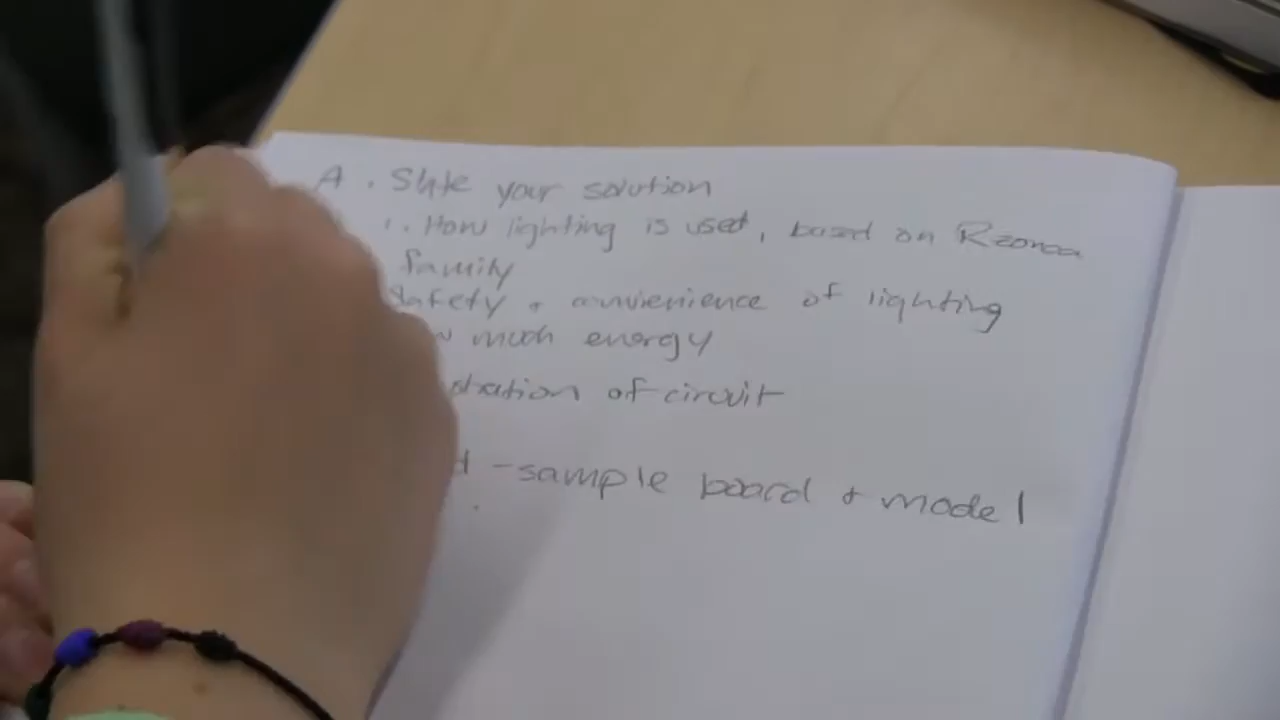 A. State your solution
1. How lighting is used, based on Rzonca
family
Safety + convienience of lighting
much energy
of circuit
- sample board + model